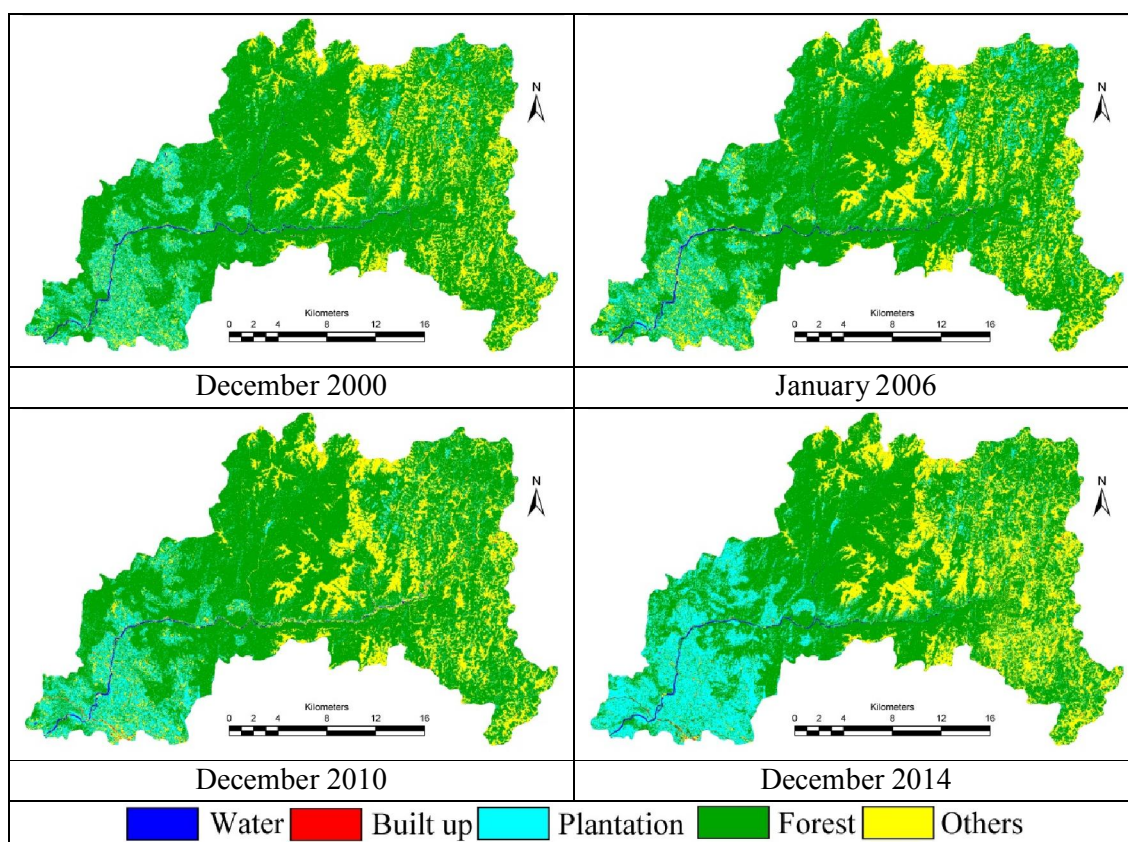 N
Kilometers
0 2 4 8 12 16
December 2000
N
Kilometers
0 2 4 8 12 16
January 2006
N
Kilometers
0 2 4 8 12 16
December 2010
N
Kilometers
0 2 4 8 12 16
December 2014
Water Built up Plantation Forest Others